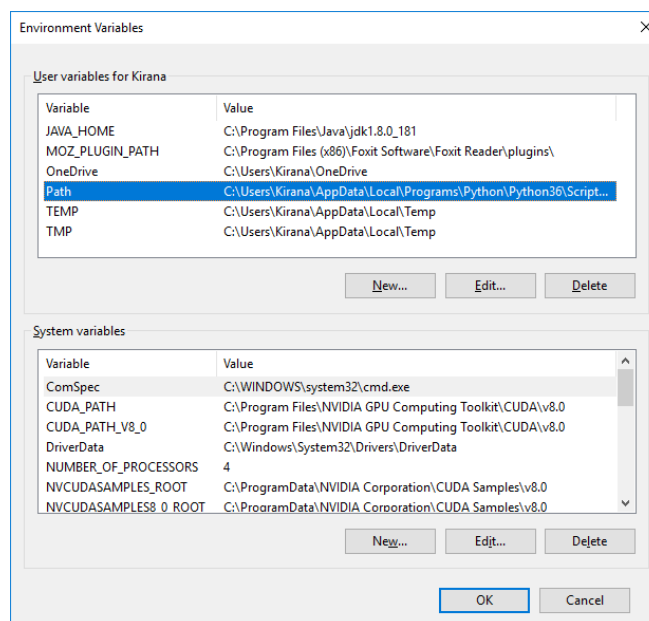 Environment Variables
User variables for Kirana
Variable Value
JAVA_HOME C:\Program Files\Java\jdk1.8.0_181
MOZ_PLUGIN_PATH C:\Program Files (x86)\Foxit Software\Foxit Reader\plugins\
OneDrive C:\Users\Kirana\OneDrive
Path C:\Users\Kirana\AppData\Local\Programs\Python\Python36\Script...
TEMP C:\Users\Kirana\AppData\Local\Temp
TMP C:\Users\Kirana\AppData\Local\Temp
New... Edit... Delete
System variables
Variable Value
ComSpec C:\WINDOWS\system32\cmd.exe
CUDA_PATH C:\Program Files\NVIDIA GPU Computing Toolkit\CUDA\v8.0
CUDA_PATH_V8_0 C:\Program Files\NVIDIA GPU Computing Toolkit\CUDA\v8.0
DriverData C:\Windows\System32\Drivers\DriverData
NUMBER_OF_PROCESSORS 4
NVCUDASAMPLES_ROOT C:\ProgramData\NVIDIA Corporation\CUDA Samples\v8.0
NVCUDASAMPLES8_0_ROOT C:\ProgramData\NVIDIA Corporation\CUDA Samples\v8.0
New... Edit... Delete
OK Cancel